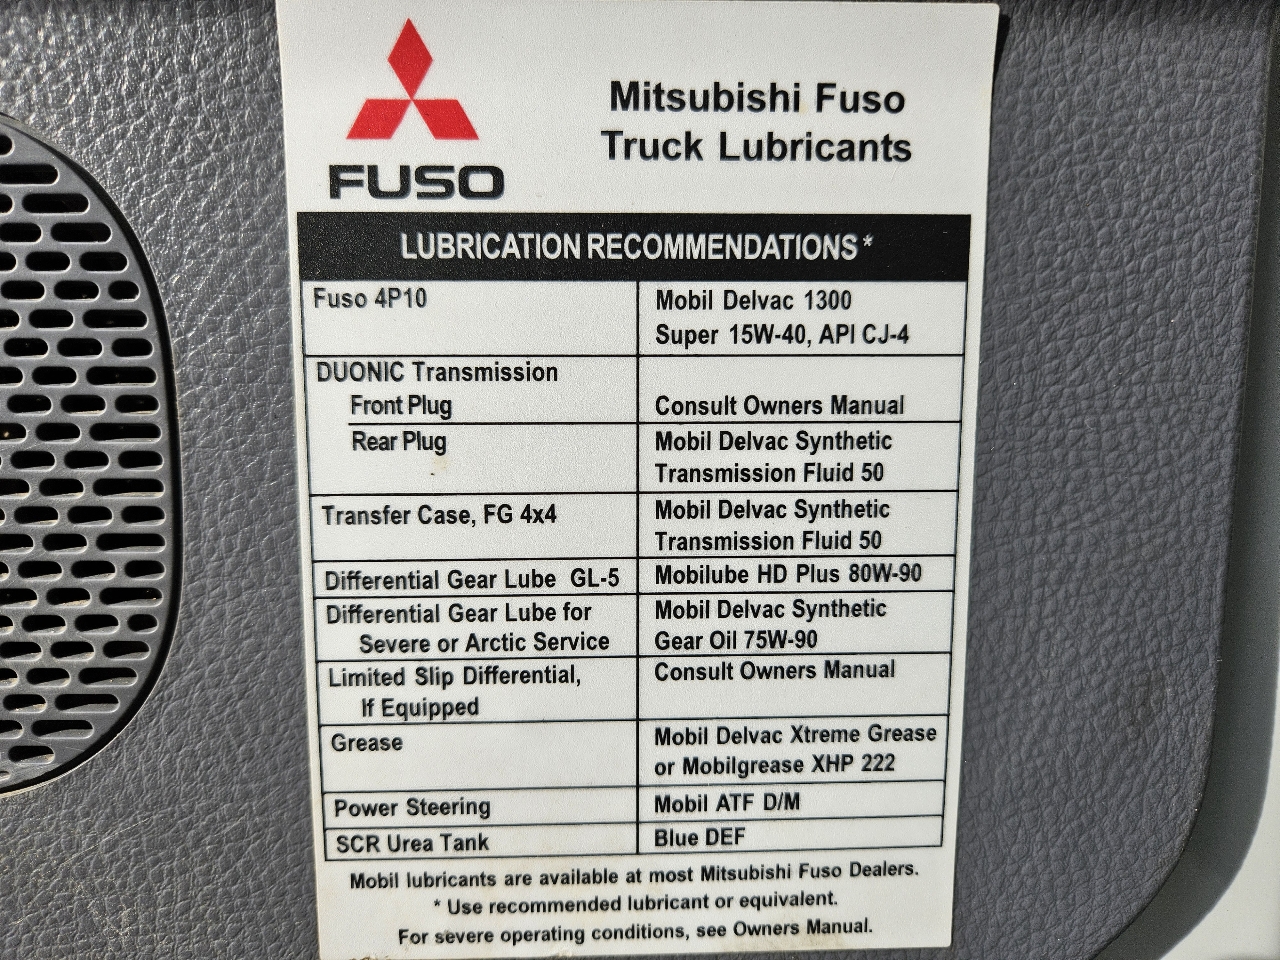 FUSO
Mitsubishi Fuso
Truck Lubricants
LUBRICATION RECOMMENDATIONS*
Fuso 4P10
Mobil Delvac 1300
Super 15W-40, API CJ-4
DUONIC Transmission
Front Plug
Consult Owners Manual
Rear Plug
Mobil Delvac Synthetic
Transmission Fluid 50
Transfer Case, FG 4x4
Mobil Delvac Synthetic
Transmission Fluid 50
Differential Gear Lube GL-5
Mobilube HD Plus 80W-90
Differential Gear Lube for
Severe or Arctic Service
Mobil Delvac Synthetic
Gear Oil 75W-90
Limited Slip Differential,
If Equipped
Consult Owners Manual
Grease
Mobil Delvac Xtreme Grease
or Mobilgrease XHP 222
Power Steering
Mobil ATF D/M
SCR Urea Tank
Blue DEF
Mobil lubricants are available at most Mitsubishi Fuso Dealers.
* Use recommended lubricant or equivalent.
For severe operating conditions, see Owners Manual.